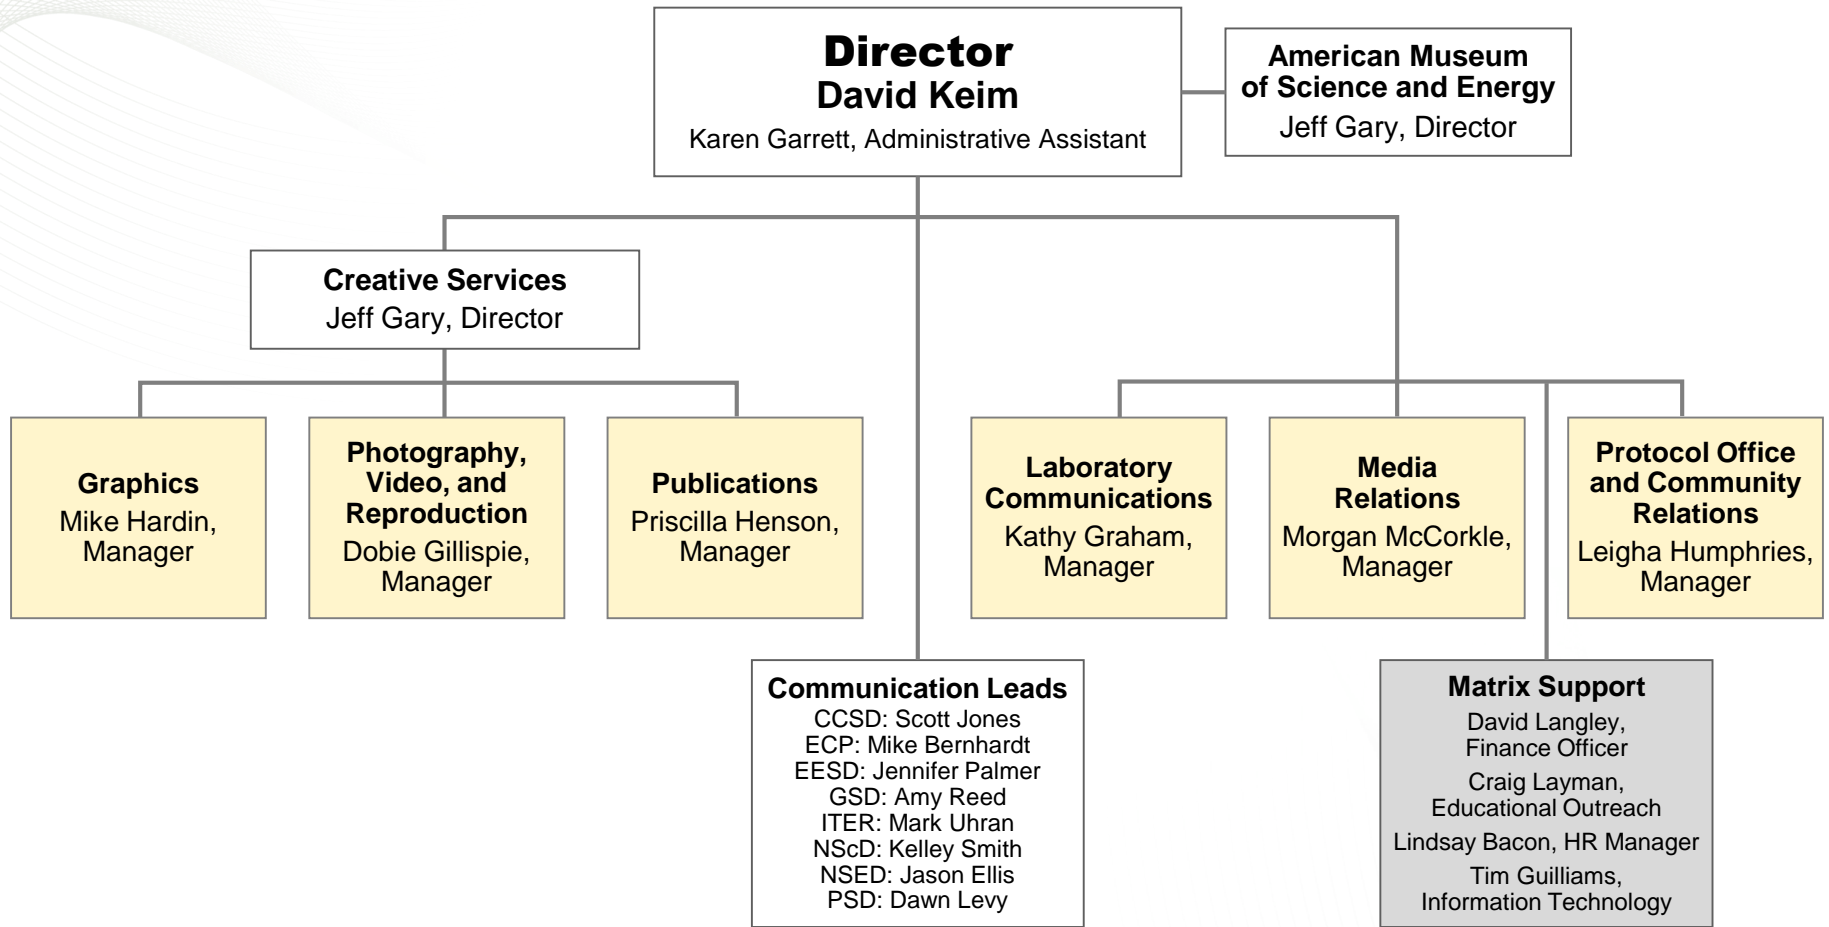 Director
David Keim
Karen Garrett, Administrative Assistant
American Museum
of Science and Energy
Jeff Gary, Director
Creative Services
Jeff Gary, Director
Graphics
Mike Hardin,
Manager
Photography,
Video, and
Reproduction
Dobie Gillispie,
Manager
Publications
Priscilla Henson,
Manager
Laboratory
Communications
Kathy Graham,
Manager
Media
Relations
Morgan McCorkle,
Manager
Protocol Office
and Community
Relations
Leigha Humphries,
Manager
Communication Leads
CCSD: Scott Jones
ECP: Mike Bernhardt
EESD: Jennifer Palmer
GSD: Amy Reed
ITER: Mark Uhran
NScD: Kelley Smith
NSED: Jason Ellis
PSD: Dawn Levy
Matrix Support
David Langley,
Finance Officer
Craig Layman,
Educational Outreach
Lindsay Bacon, HR Manager
Tim Guilliams,
Information Technology